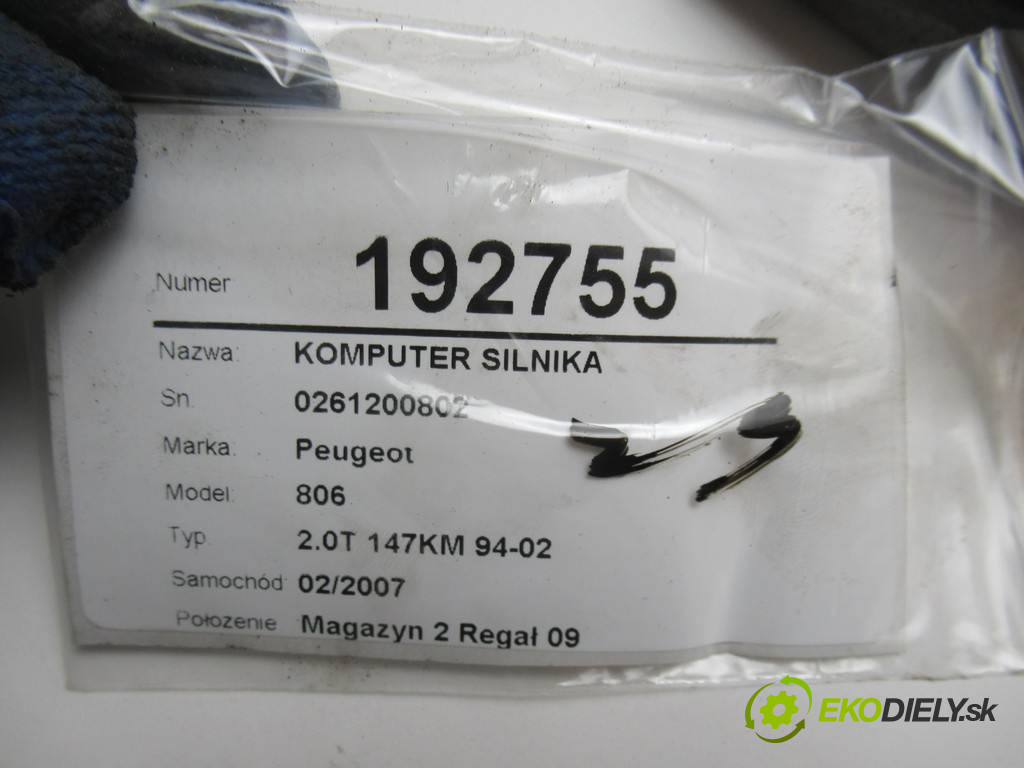 Numer 192755
Nazwa: KOMPUTER SILNIKA
Sn. 0261200802
Marka: Peugeot
Model: 806
Typ 2.0T 147KM 94-02
Samochód 02/2007
Położenie Magazyn 2 Regał 09
EKODIELY.sk